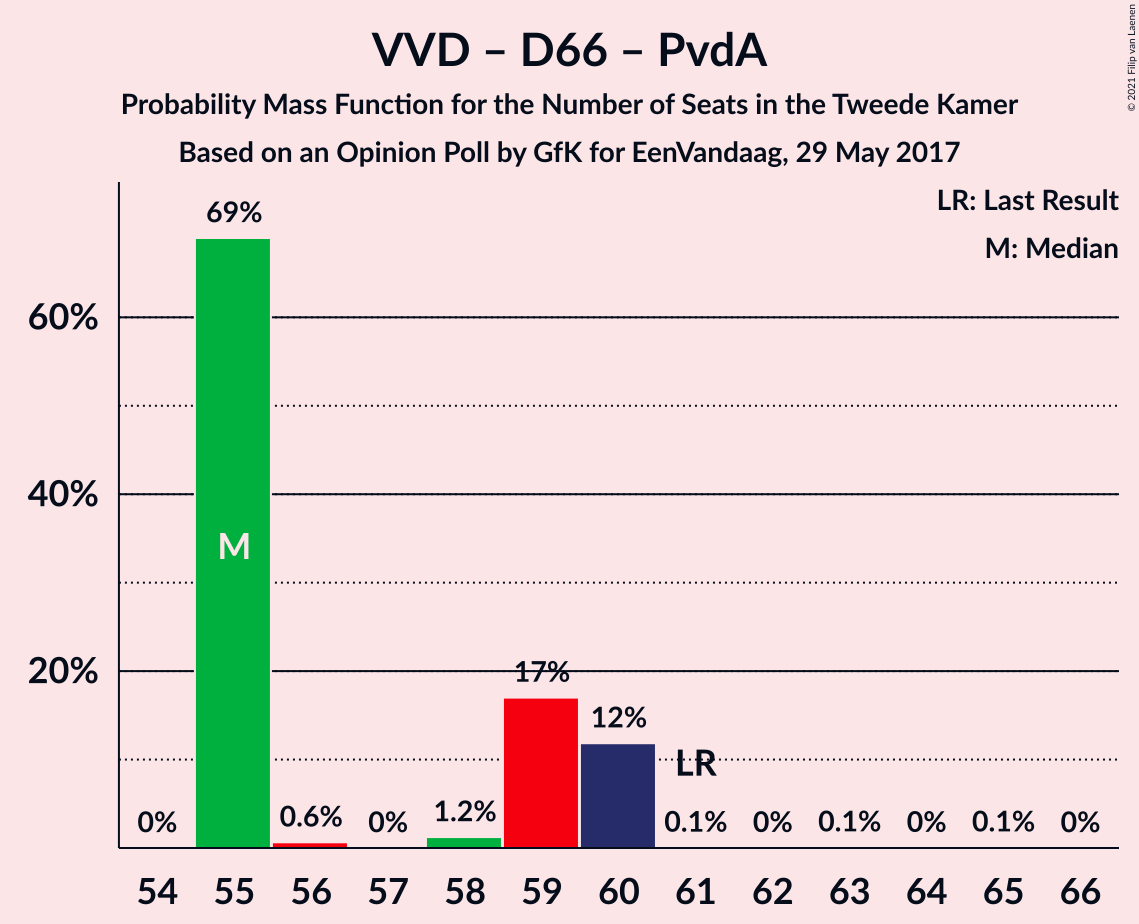 VVD – D66 – PvdA
Probability Mass Function for the Number of Seats in the Tweede Kamer
Based on an Opinion Poll by GfK for EenVandaag, 29 May 2017
© 2021 Filip van Laenen
LR: Last Result
M: Median
69%
60%
40%
M
20%
17%
12%
LR
0% 0.6% 0% 1.2% 0.1% 0% 0.1% 0% 0.1% 0%
54 55 56 57 58 59 60 61 62 63 64 65 66